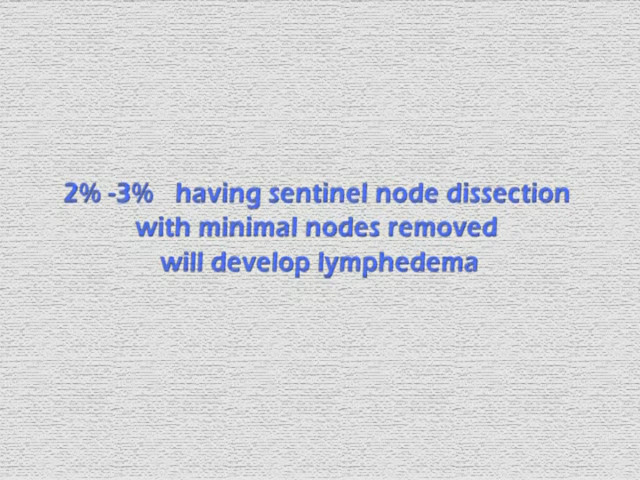 2% -3% having sentinel node dissection
with minimal nodes removed
will develop lymphedema